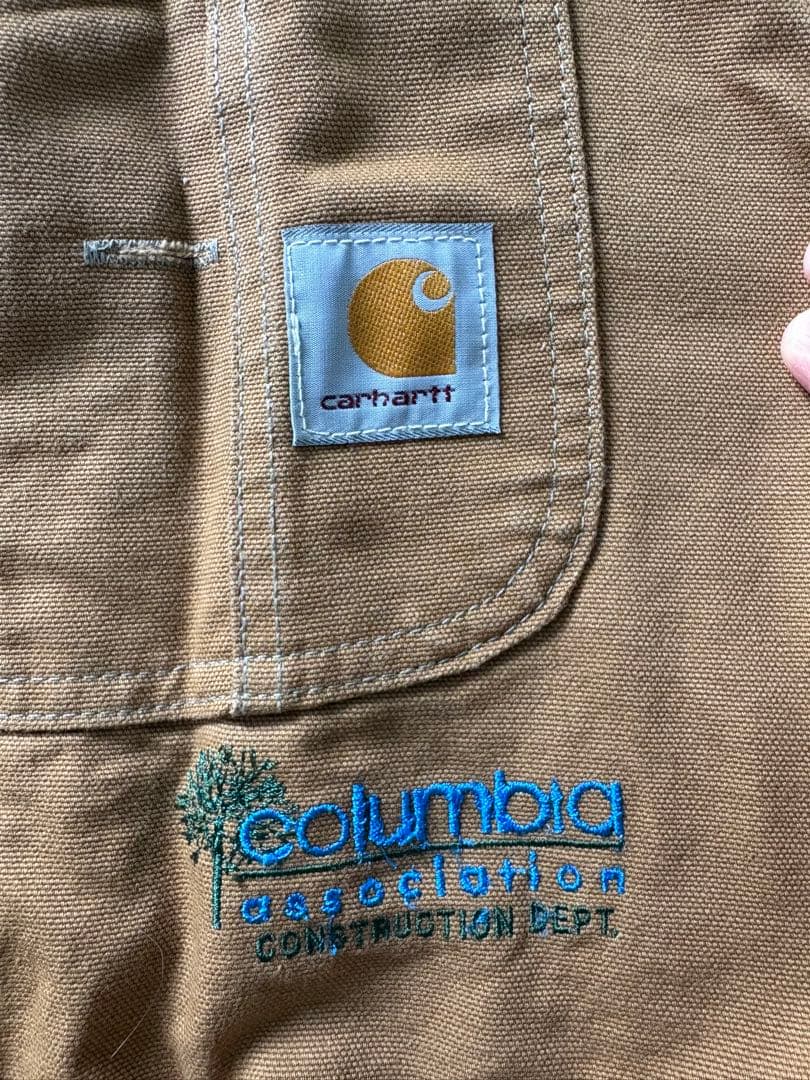 carhartt
columbia
association
CONSTRUCTION DEPT.